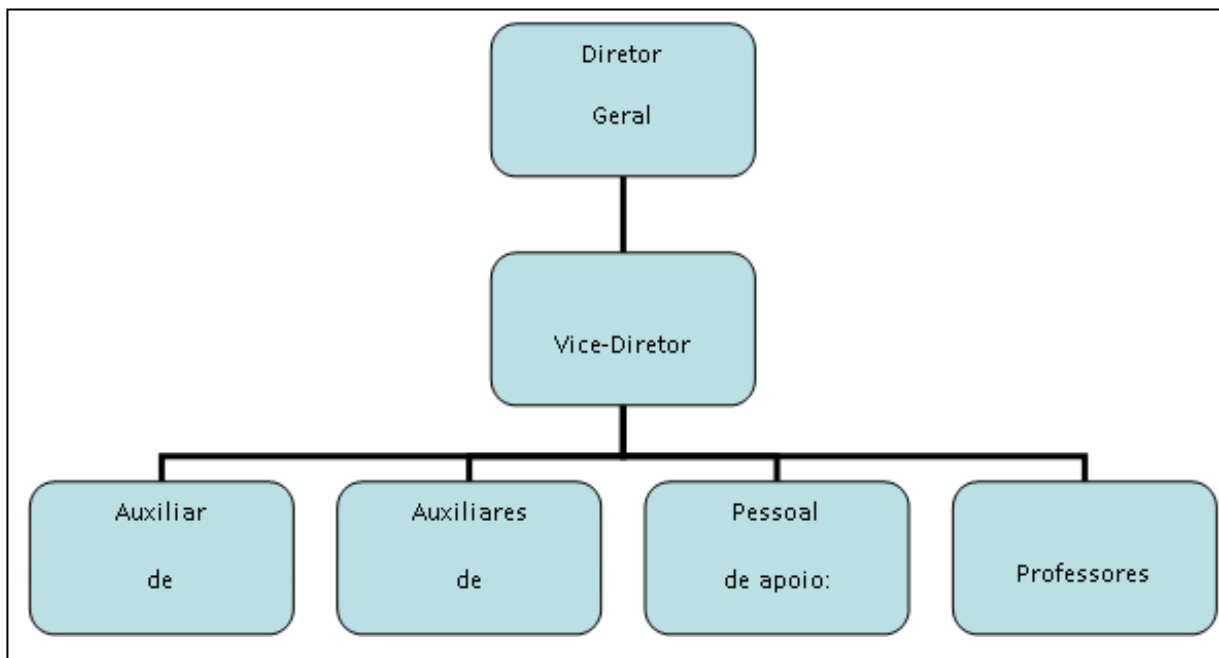 Diretor
Geral
Vice-Diretor
Auxiliar
de
Auxiliares
de
Pessoal
de apoio:
Professores